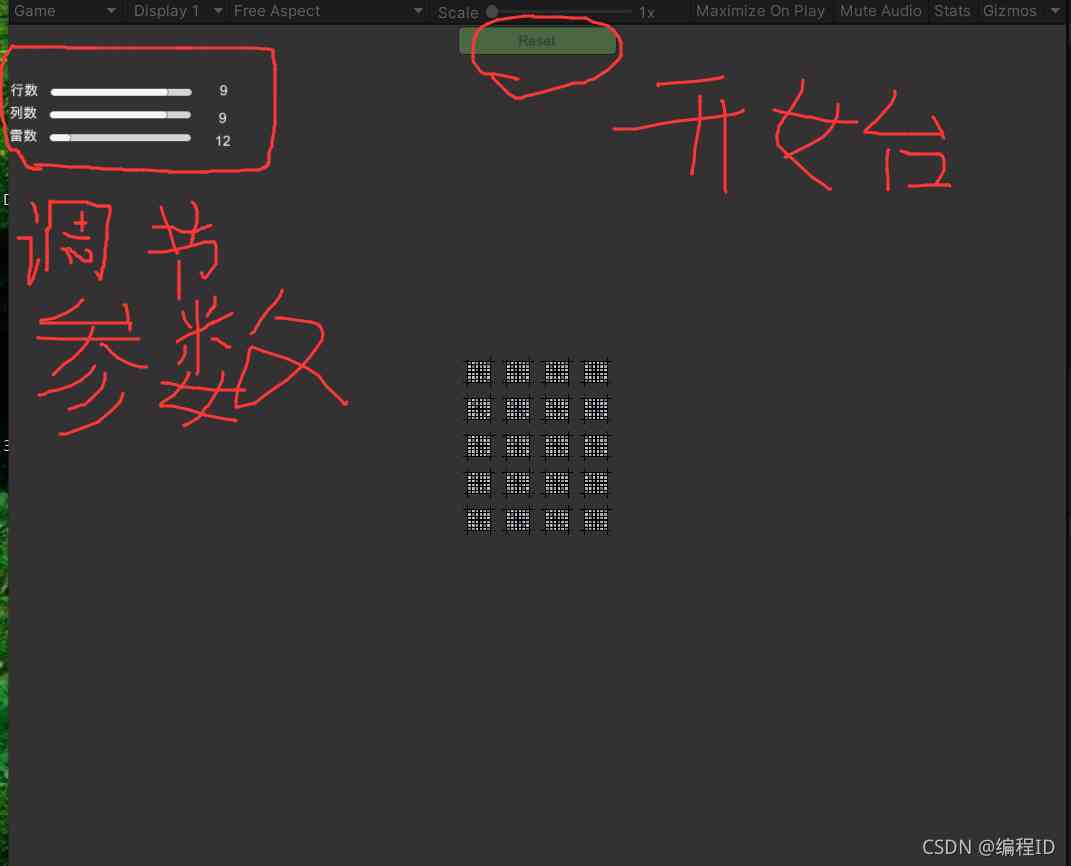 Game Display 1 Free Aspect Scale 1x Maximize On Play Mute Audio Stats Gizmos
Reset
行数 9
列数 9
雷数 12
开始
调节
参数
CSDN @编程ID